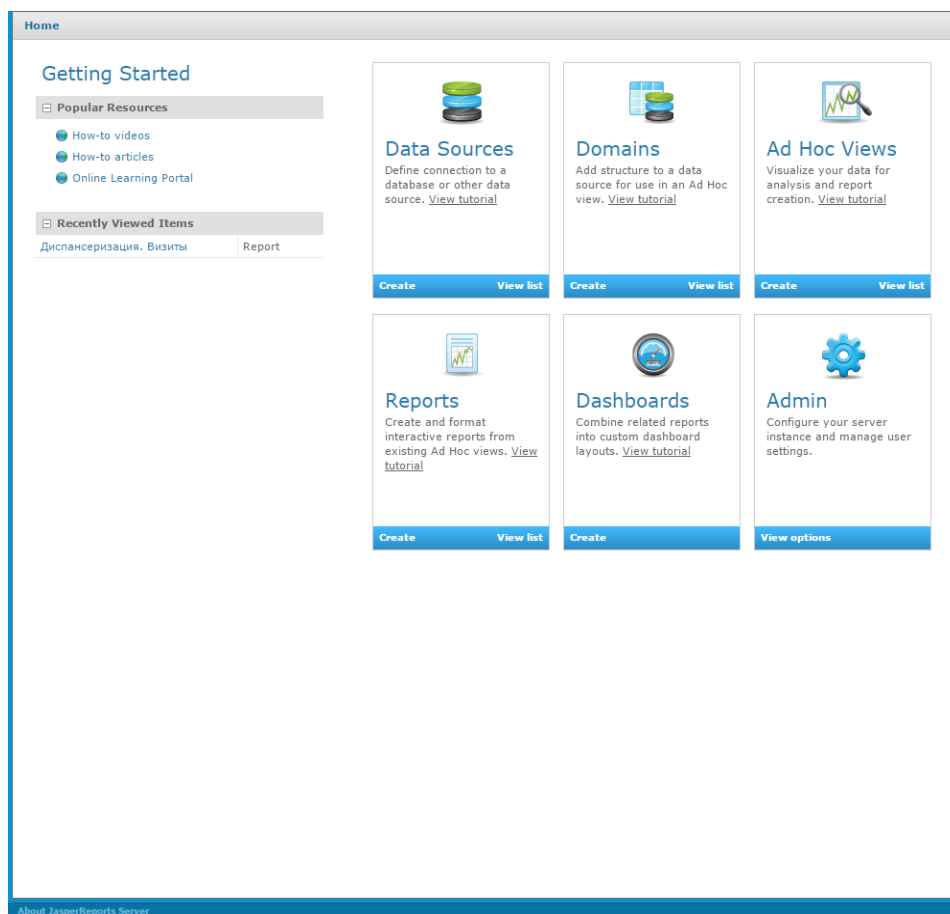 Home
Getting Started
Popular Resources
How-to videos
How-to articles
Online Learning Portal
Recently Viewed Items
Диспансеризация. Визиты Report
Data Sources
Define connection to a
database or other data
source. View tutorial
Create View list
Domains
Add structure to a data
source for use in an Ad Hoc
view. View tutorial
Create View list
Ad Hoc Views
Visualize your data for
analysis and report
creation. View tutorial
Create View list
Reports
Create and format
interactive reports from
existing Ad Hoc views. View
tutorial
Create View list
Dashboards
Combine related reports
into custom dashboard
layouts. View tutorial
Create
Admin
Configure your server
instance and manage user
settings.
View options
About JasperReports Server